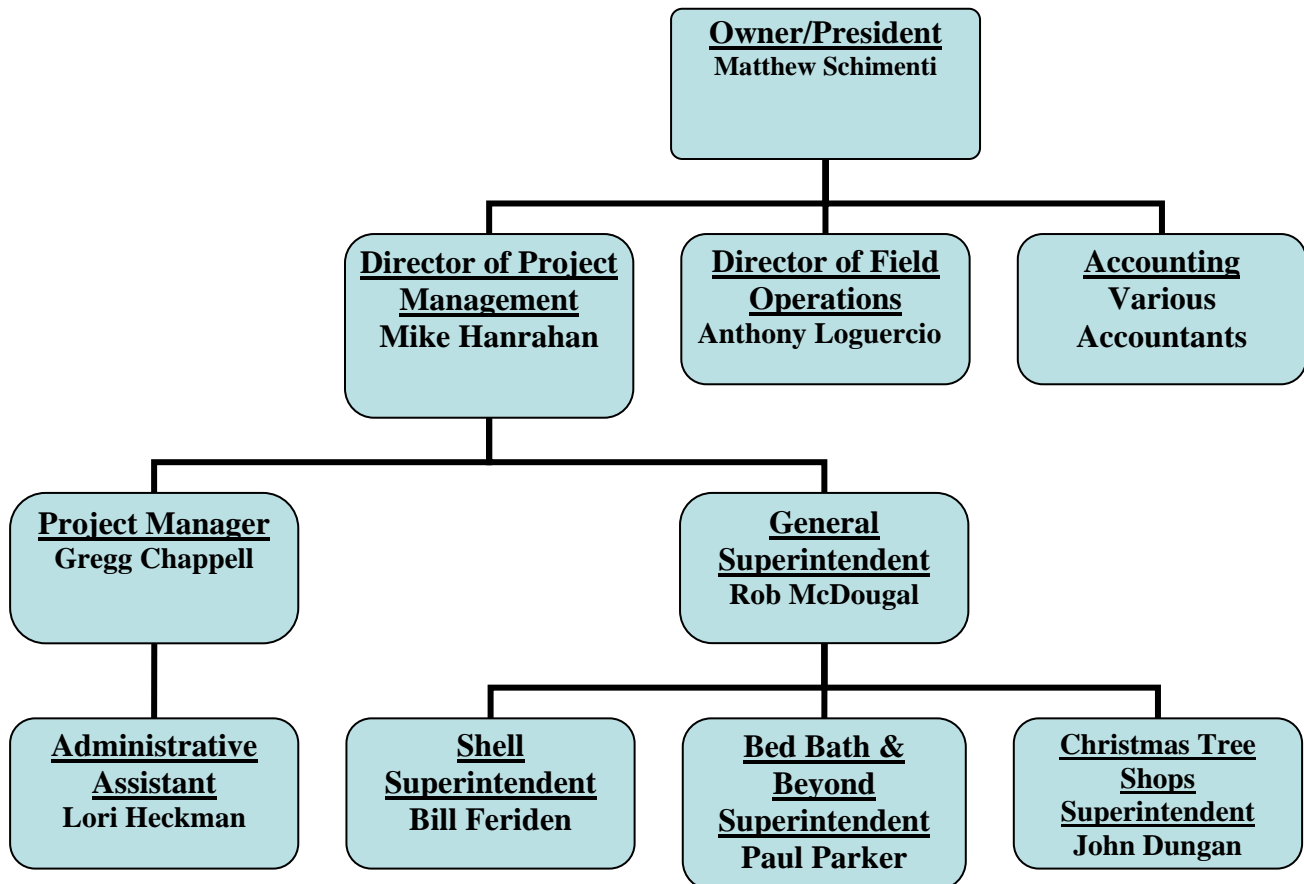 Owner/President
Matthew Schimenti
Director of Project
Management
Mike Hanrahan
Director of Field
Operations
Anthony Loguercio
Accounting
Various
Accountants
Project Manager
Gregg Chappell
General
Superintendent
Rob McDougal
Administrative
Assistant
Lori Heckman
Shell
Superintendent
Bill Feriden
Bed Bath &
Beyond
Superintendent
Paul Parker
Christmas Tree
Shops
Superintendent
John Dungan